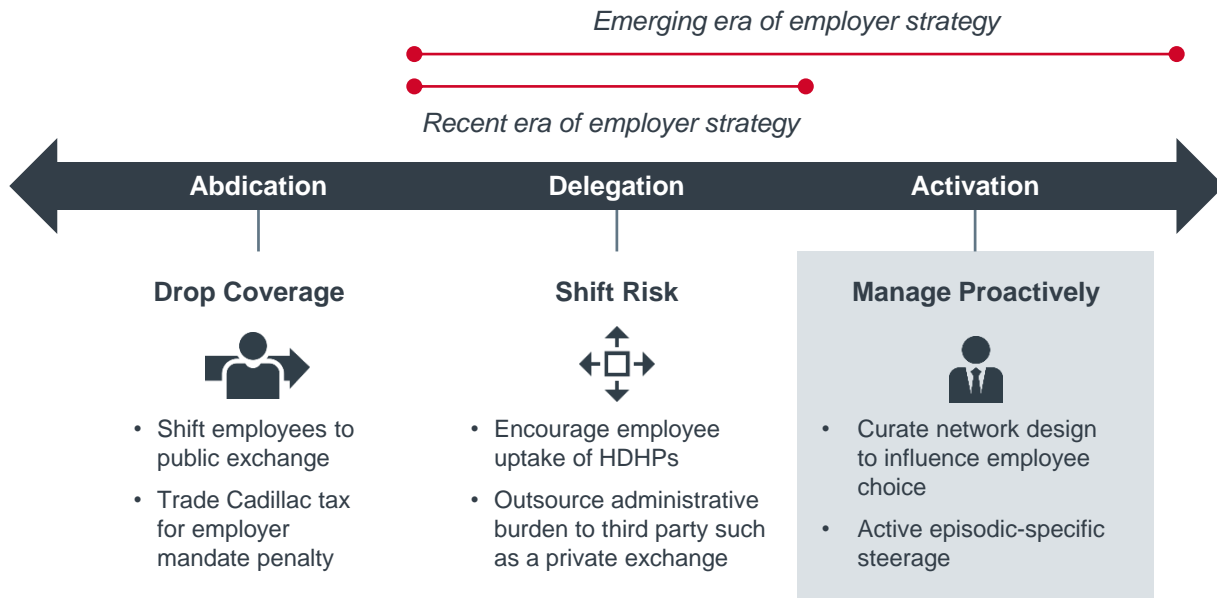 Emerging era of employer strategy
Recent era of employer strategy
Abdication
Delegation
Activation
Drop Coverage
• Shift employees to
public exchange
• Trade Cadillac tax
for employer
mandate penalty
Shift Risk
• Encourage employee
uptake of HDHPs
• Outsource administrative
burden to third party such
as a private exchange
Manage Proactively
• Curate network design
to influence employee
choice
• Active episodic-specific
steerage